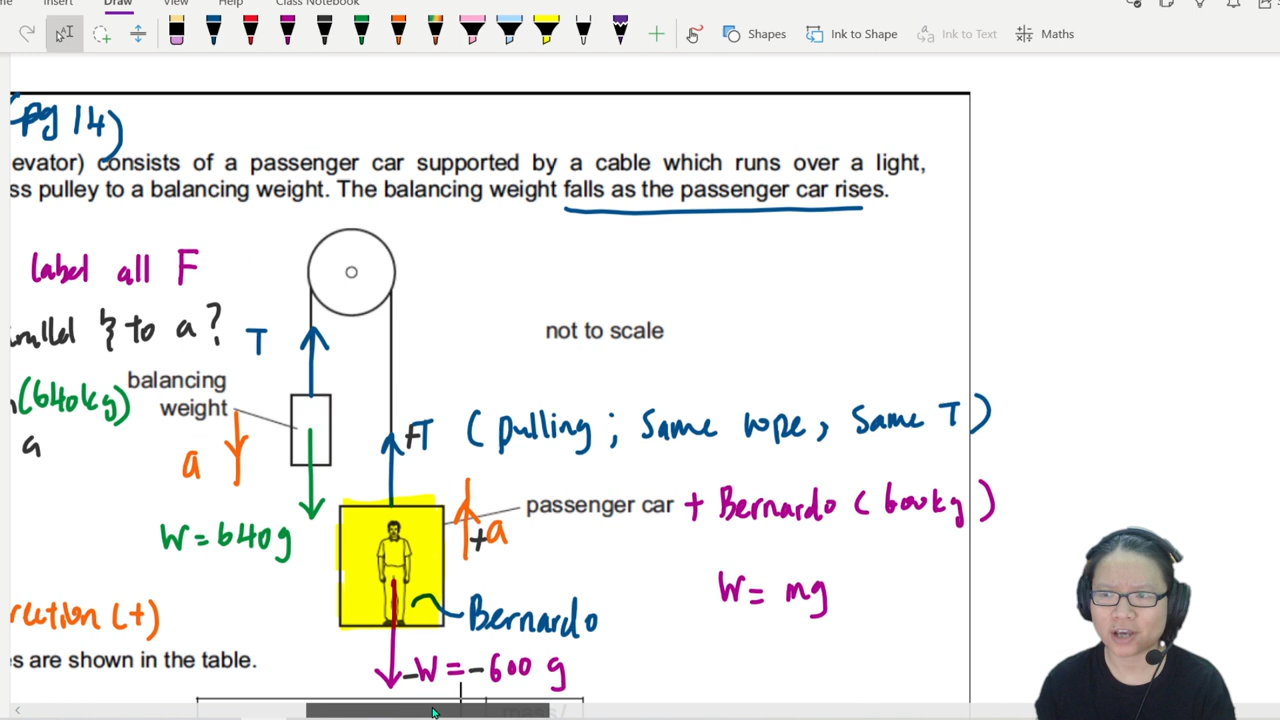 Insert Draw View Help Class Notebook
Shapes Ink to Shape Ink to Text Maths
(pg 14)
evator) consists of a passenger car supported by a cable which runs over a light,
ss pulley to a balancing weight. The balancing weight falls as the passenger car rises.
label all F
} to a?
T
not to scale
(640kg)
balancing
weight
a
a
+T (pulling; same rope, same T)
passenger car + Bernardo (600kg)
+a
W=640g
W= mg
rection (+)
Bernardo
s are shown in the table.
-W=-600 g
mass/